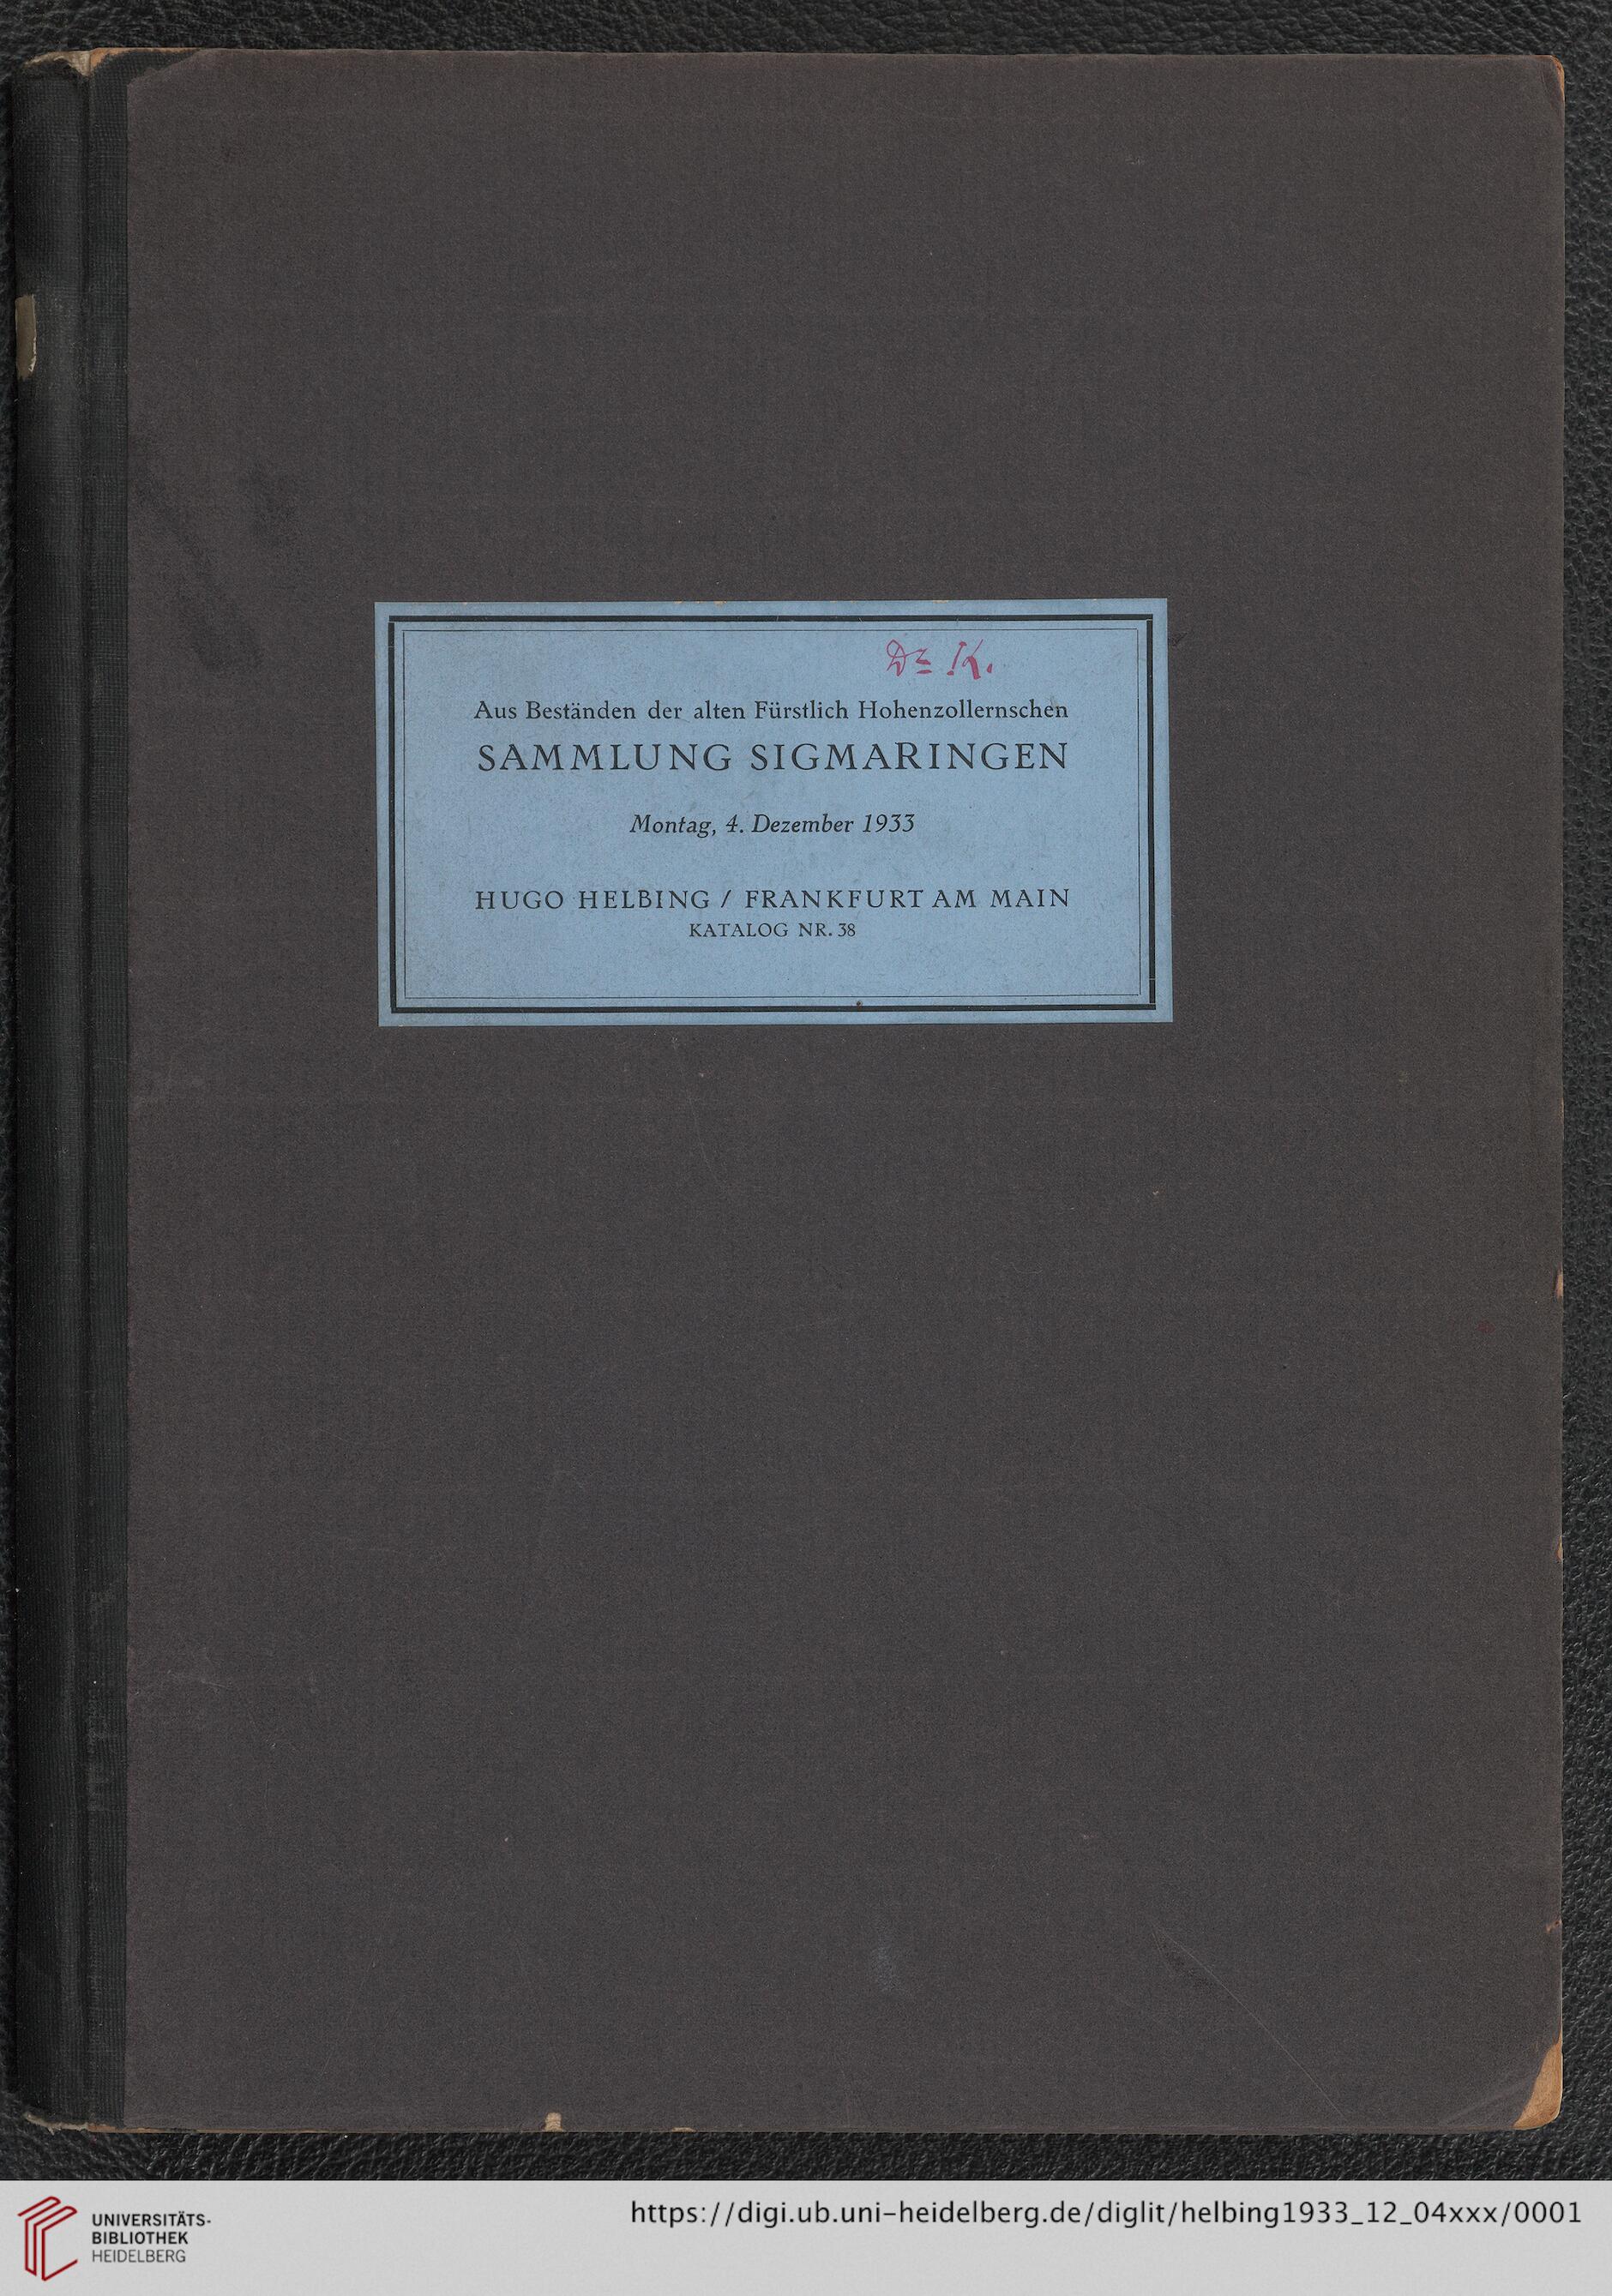 Dr. K.
Aus Beständen der alten Fürstlich Hohenzollernschen
SAMMLUNG SIGMARINGEN
Montag, 4. Dezember 1933
HUGO HELBING / FRANKFURT AM MAIN
KATALOG NR. 38
UNIVERSITÄTS-
BIBLIOTHEK
HEIDELBERG
https://digi.ub.uni-heidelberg.de/diglit/helbing1933_12_04xxx/0001